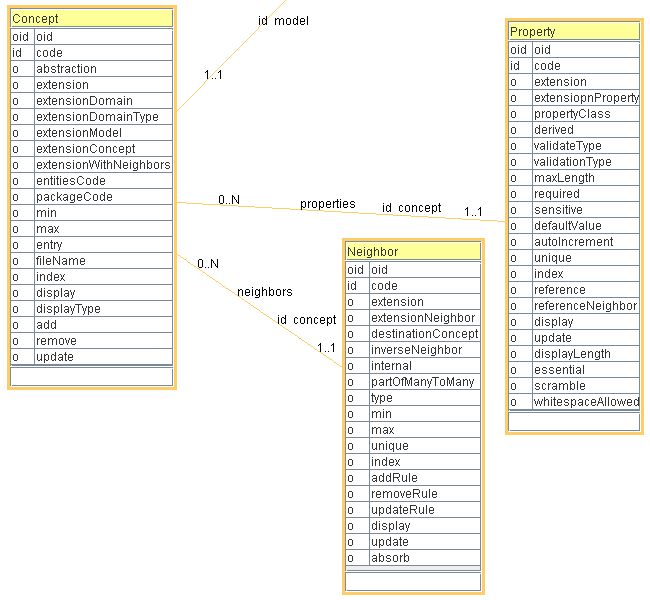 Concept
oid oid
id code
o abstraction
o extension
o extensionDomain
o extensionDomainType
o extensionModel
o extensionConcept
o extensionWithNeighbors
o entitiesCode
o packageCode
o min
o max
o entry
o fileName
o index
o display
o displayType
o add
o remove
o update
id model
1..1
0..N
properties
id concept
1..1
0..N
neighbors
id concept
1..1
Property
oid oid
id code
o extension
o extensiopnProperty
o propertyClass
o derived
o validateType
o validationType
o maxLength
o required
o sensitive
o defaultValue
o autoIncrement
o unique
o index
o reference
o referenceNeighbor
o display
o update
o displayLength
o essential
o scramble
o whitespaceAllowed
Neighbor
oid oid
id code
o extension
o extensionNeighbor
o destinationConcept
o inverseNeighbor
o internal
o partOfManyToMany
o type
o min
o max
o unique
o index
o addRule
o removeRule
o updateRule
o display
o update
o absorb